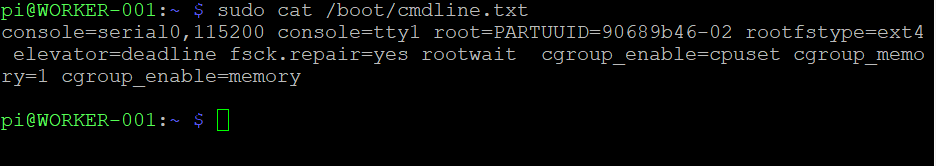 pi@WORKER-001:~ $ sudo cat /boot/cmdline.txt
console=serial0,115200 console=tty1 root=PARTUUID=90689b46-02 rootfstype=ext4
 elevator=deadline fsck.repair=yes rootwait  cgroup_enable=cpuset cgroup_memo
ry=1 cgroup_enable=memory
pi@WORKER-001:~ $